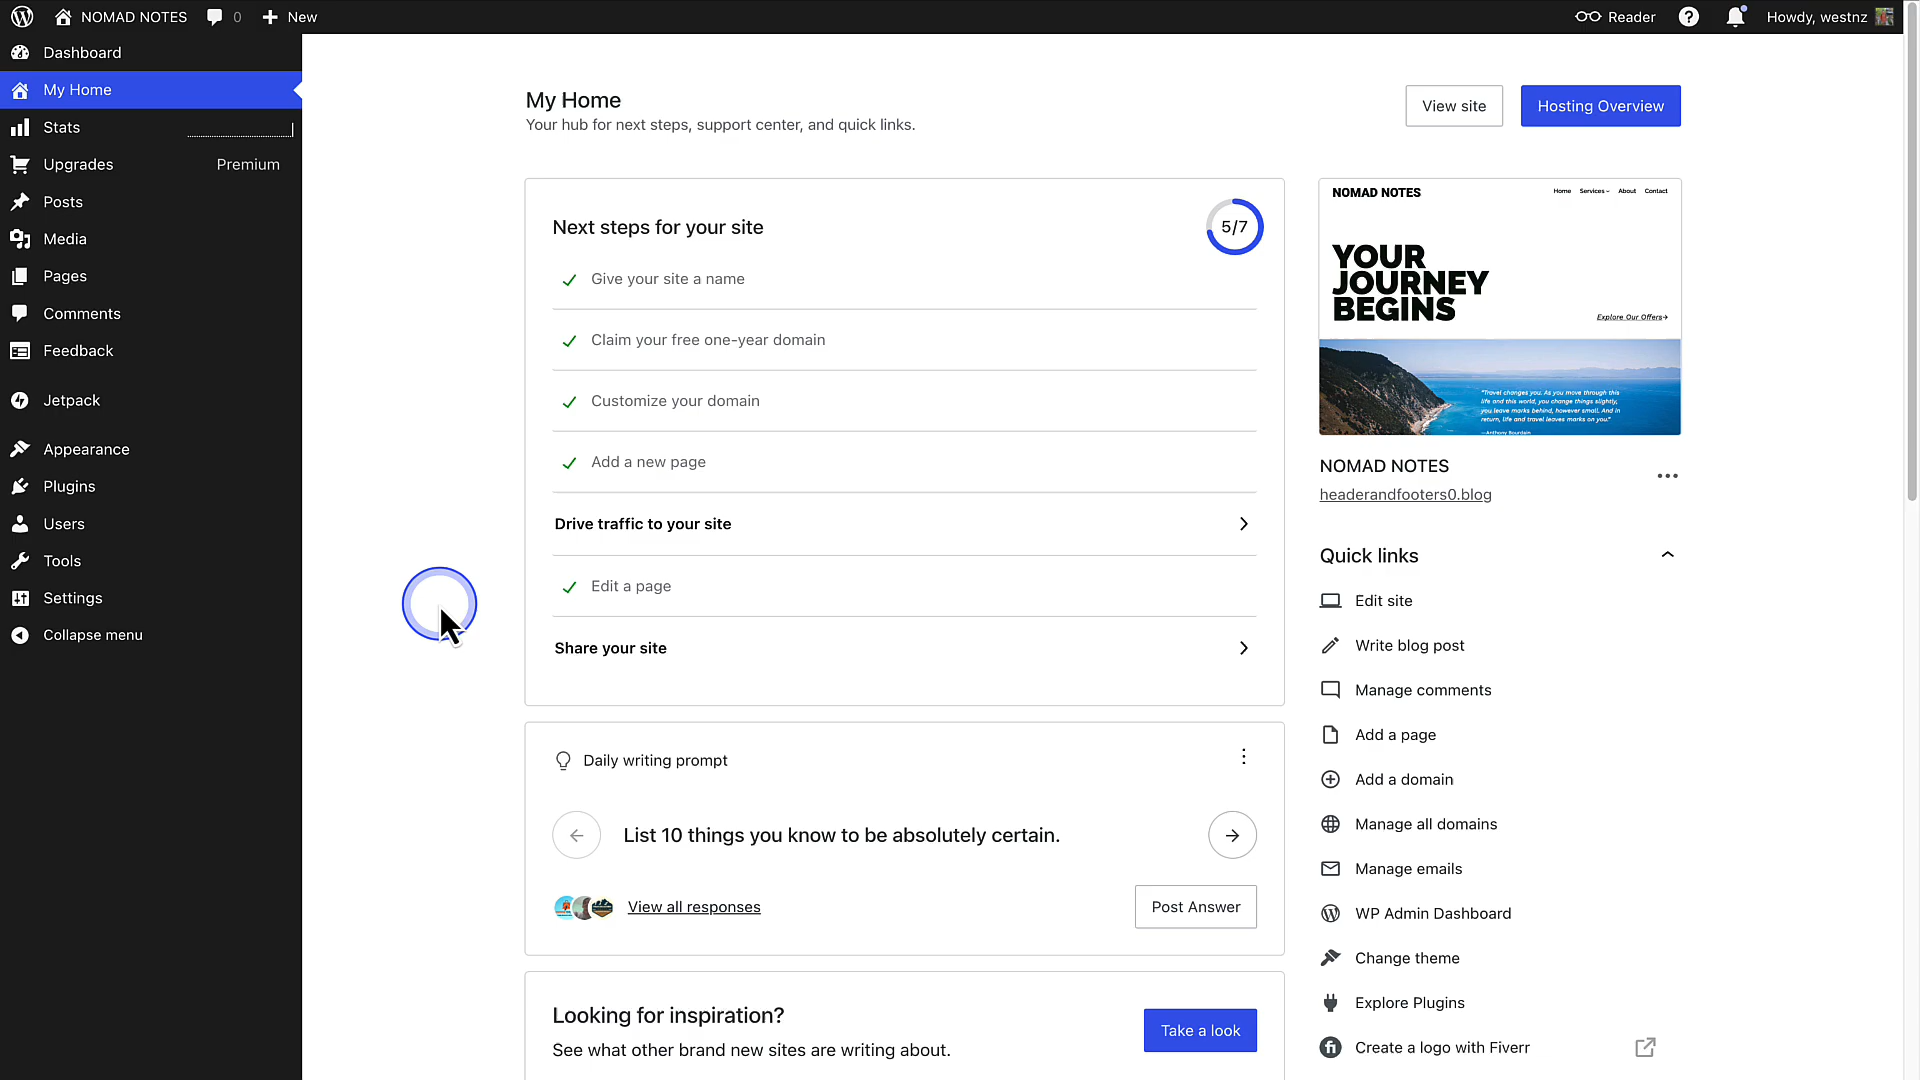 NOMAD NOTES
0
New
Reader
Howdy, westnz
Dashboard
My Home
Stats
Upgrades
Premium
Posts
Media
Pages
Comments
Feedback
Jetpack
Appearance
Plugins
Users
Tools
Settings
Collapse menu
My Home
Your hub for next steps, support center, and quick links.
View site
Hosting Overview
Next steps for your site
5/7
Give your site a name
Claim your free one-year domain
Customize your domain
Add a new page
Drive traffic to your site
Edit a page
Share your site
Daily writing prompt
List 10 things you know to be absolutely certain.
View all responses
Post Answer
Looking for inspiration?
See what other brand new sites are writing about.
Take a look
NOMAD NOTES
Home Services About Contact
YOUR
JOURNEY
BEGINS
Explore Our Offers→
"Travel changes you. As you move through this
life and this world, you change things slightly,
you leave marks behind, however small. And in
return, life and travel leaves marks on you."
—Anthony Bourdain
NOMAD NOTES
headerandfooters0.blog
Quick links
Edit site
Write blog post
Manage comments
Add a page
Add a domain
Manage all domains
Manage emails
WP Admin Dashboard
Change theme
Explore Plugins
fi
Create a logo with Fiverr